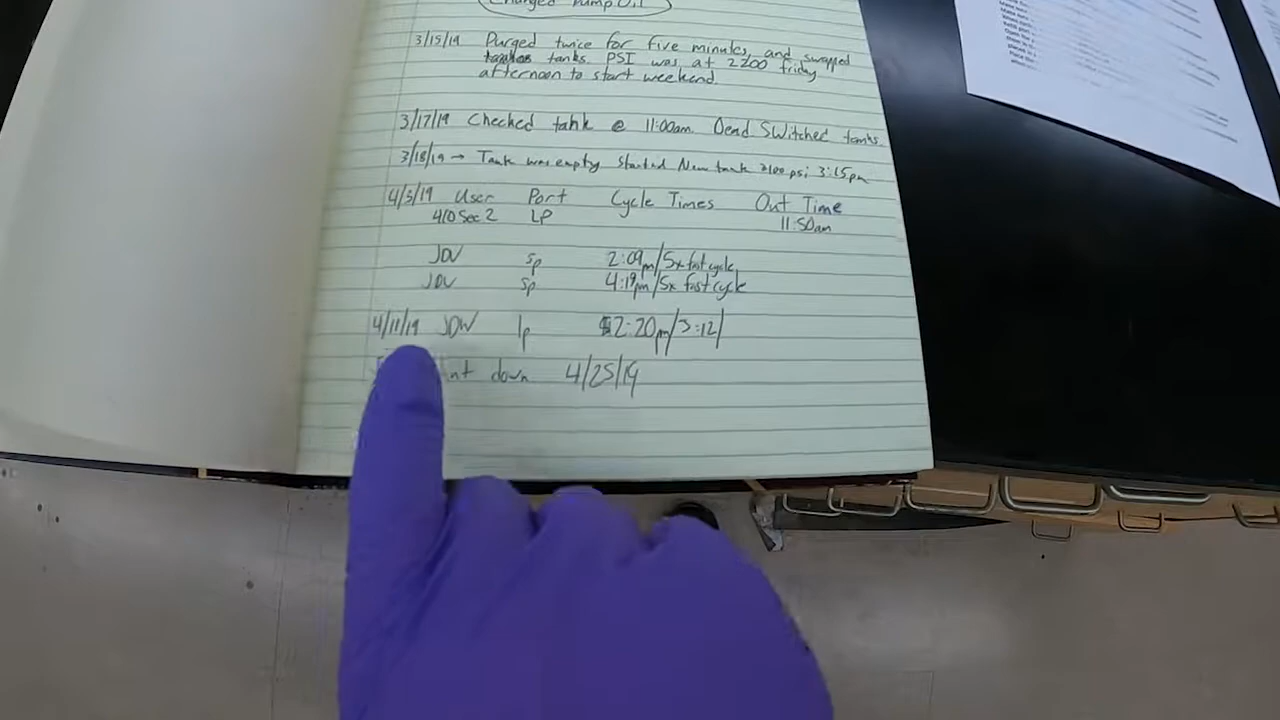 Changed Pump Oil
3/15/19 Purged twice for five minutes, and swapped
tanks. PSI was at 2200 friday
afternoon to start weekend
3/17/19 Checked tank @ 11:00am. Dead Switched tanks
3/18/19 → Tank was empty Started New tank 2100 psi 3:15pm
4/3/19 User Port Cycle Times Out Time
410 Sec 2 LP 11:50am
JDV sp 2:09pm/5x fast cycle
JDV sp 4:19pm/5x fast cycle
4/11/19 JDW lp 2:20pm/3:12/
down 4/25/19